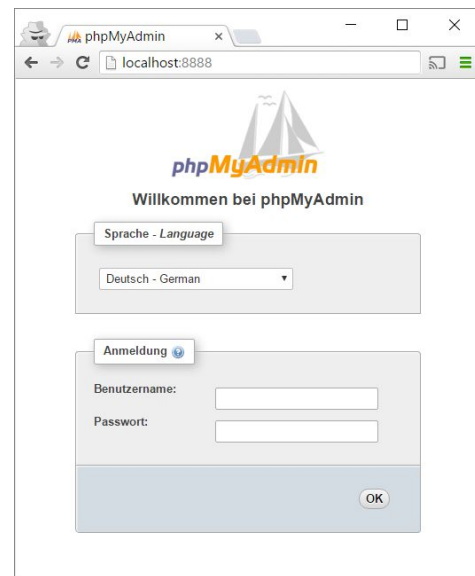 phpMyAdmin
localhost:8888
phpMyAdmin
Willkommen bei phpMyAdmin
Sprache - Language
Deutsch - German
Anmeldung
Benutzername:
Passwort:
OK